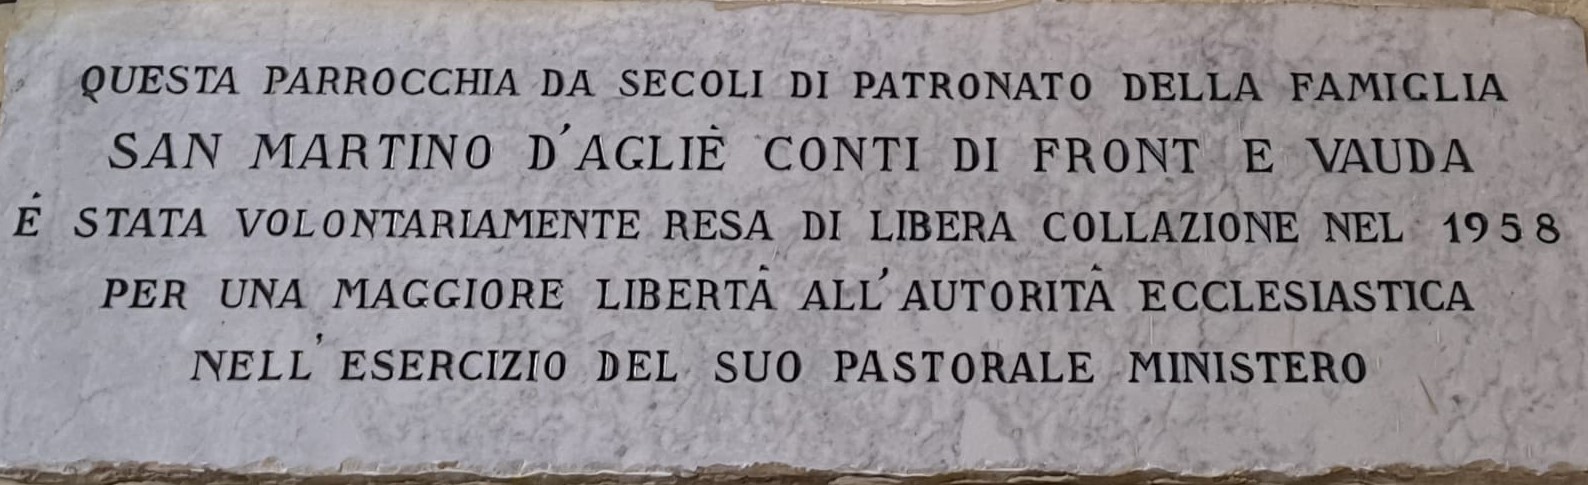 QUESTA PARROCCHIA DA SECOLI DI PATRONATO DELLA FAMIGLIA
SAN MARTINO D'AGLIÈ CONTI DI FRONT E VAUDA
É STATA VOLONTARIAMENTE RESA DI LIBERA COLLAZIONE NEL 1958
PER UNA MAGGIORE LIBERTÀ ALL'AUTORITÀ ECCLESIASTICA
NELL'ESERCIZIO DEL SUO PASTORALE MINISTERO